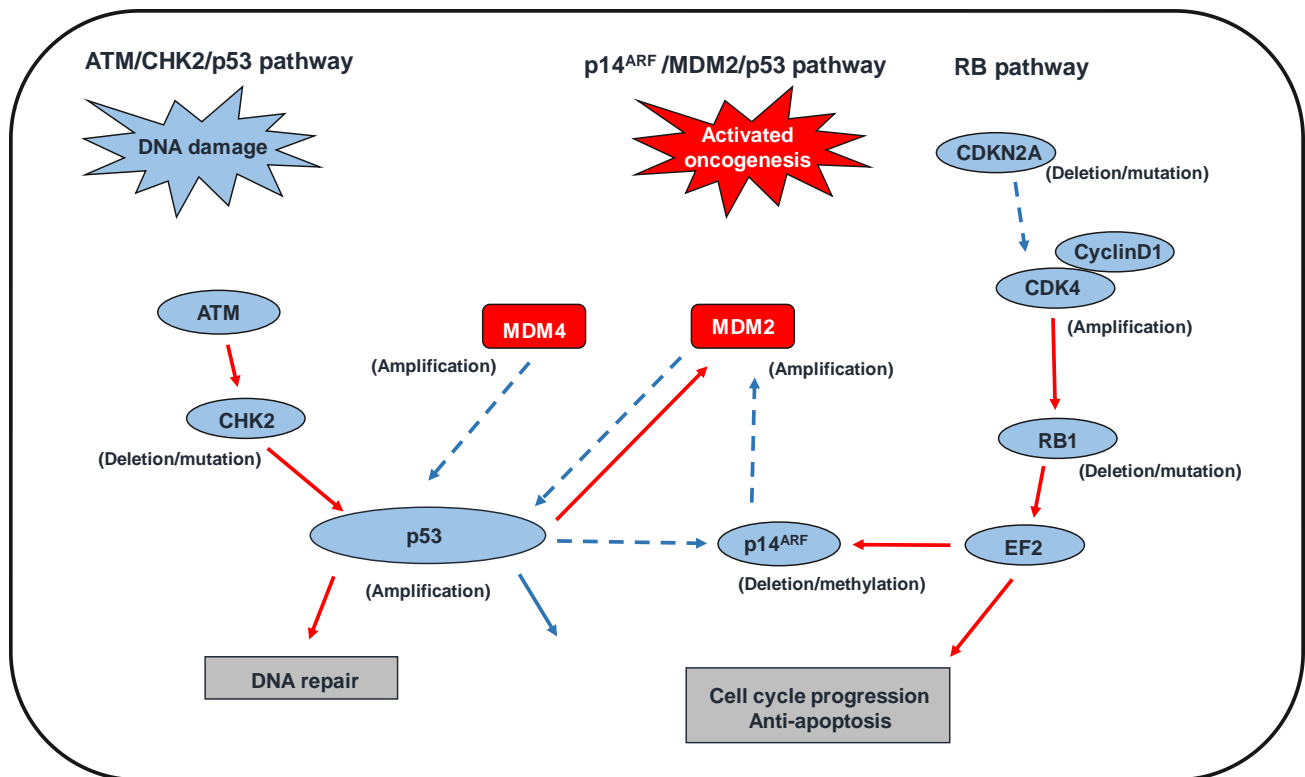 ATM/CHK2/p53 pathway
p14ARF /MDM2/p53 pathway
RB pathway
DNA damage
Activated
oncogenesis
CDKN2A
(Deletion/mutation)
CyclinD1
CDK4
(Amplification)
ATM
MDM4
(Amplification)
MDM2
(Amplification)
CHK2
(Deletion/mutation)
RB1
(Deletion/mutation)
p53
(Amplification)
p14ARF
(Deletion/methylation)
EF2
DNA repair
Cell cycle progression
Anti-apoptosis